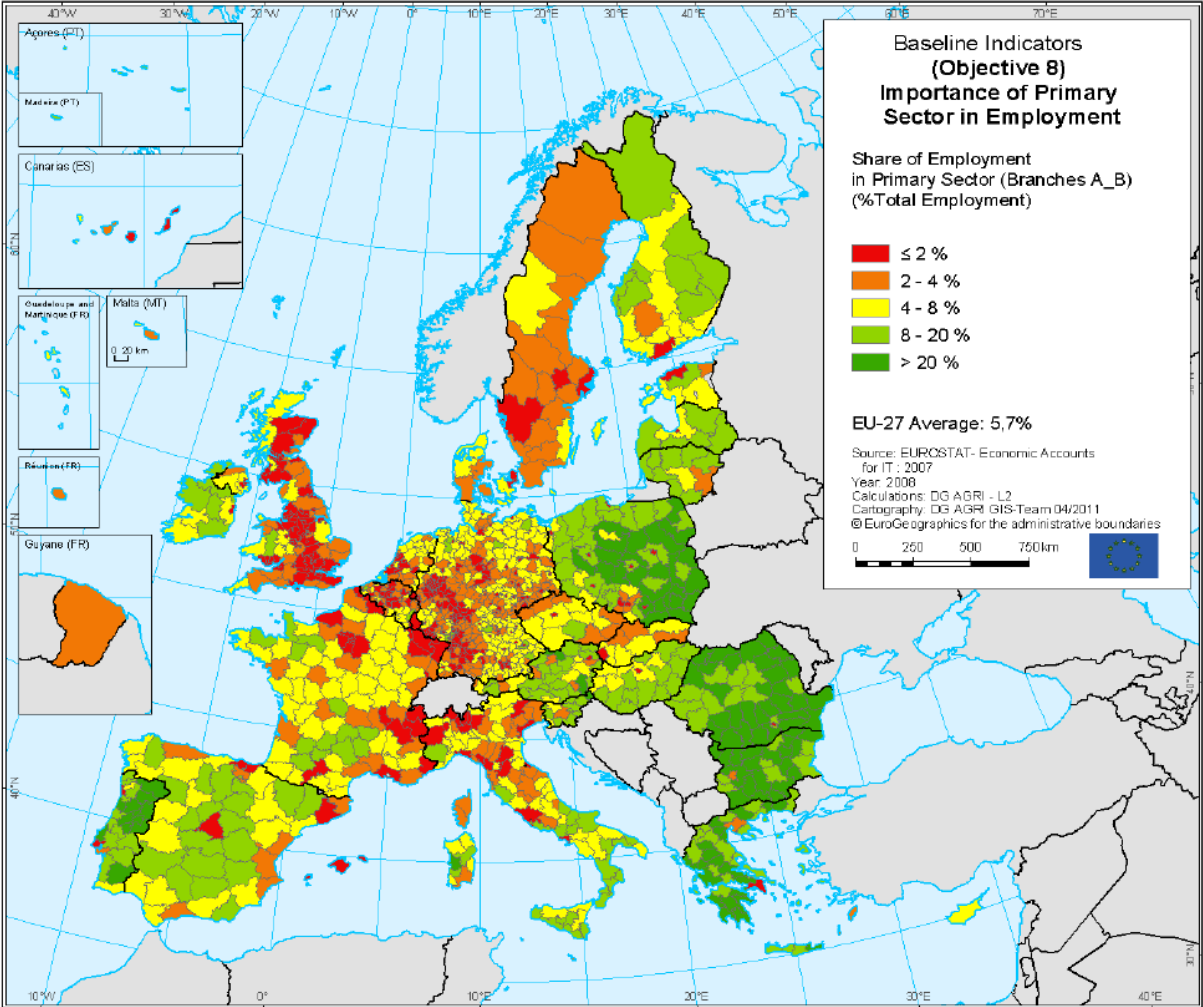 40°W
30°W
20°W
10°W
0°
10°E
20°E
30°E
40°E
50°E
60°E
70°E
Açores (PT)
Madeira (PT)
Canarias (ES)
Guadeloupe and
Martinique (FR)
Malta (MT)
0 20 km
Réunion (FR)
Guyane (FR)
60°N
50°N
40°N
Baseline Indicators
(Objective 8)
Importance of Primary
Sector in Employment
Share of Employment
in Primary Sector (Branches A_B)
(%Total Employment)
≤ 2 %
2 - 4 %
4 - 8 %
8 - 20 %
> 20 %
EU-27 Average: 5,7%
Source: EUROSTAT- Economic Accounts
for IT : 2007
Year: 2008
Calculations: DG AGRI - L2
Cartography: DG AGRI GIS-Team 04/2011
© EuroGeographics for the administrative boundaries
0 250 500 750 km
40°N
10°W
0°
10°E
20°E
30°E
40°E